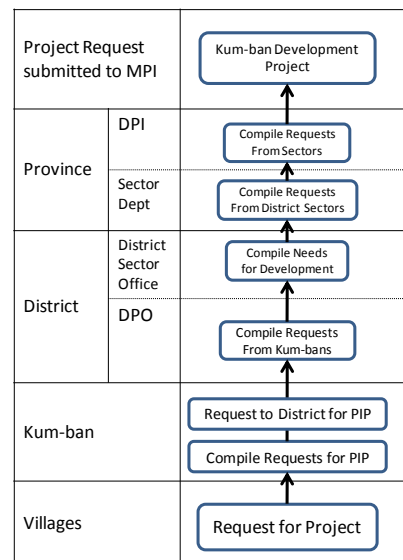 Project Request
submitted to MPI
Kum-ban Development
Project
Province
DPI
Compile Requests
From Sectors
Sector
Dept
Compile Requests
From District Sectors
District
District
Sector
Office
Compile Needs
for Development
DPO
Compile Requests
From Kum-bans
Kum-ban
Request to District for PIP
Compile Requests for PIP
Villages
Request for Project